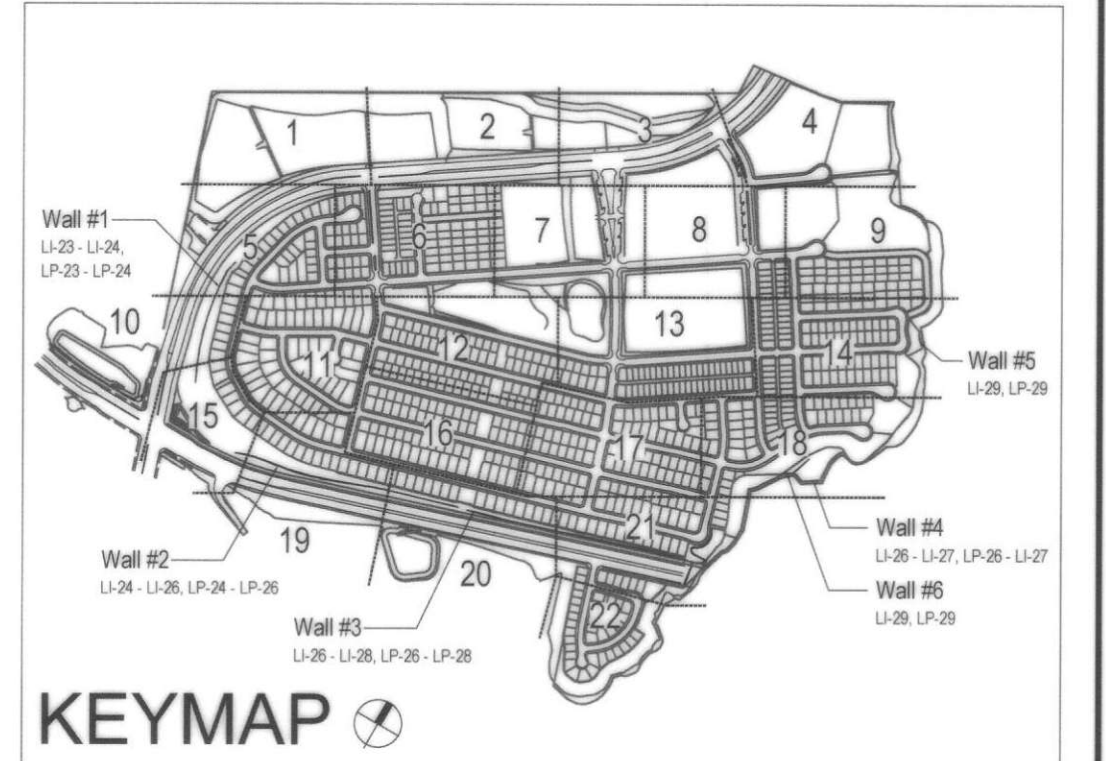 1
2
3
4
Wall #1
LI-23 - LI-24,
LP-23 - LP-24
5
6
7
8
9
10
11
12
13
14
Wall #5
LI-29, LP-29
15
16
17
18
Wall #4
LI-26 - LI-27, LP-26 - LI-27
19
20
21
Wall #2
LI-24 - LI-26, LP-24 - LP-26
Wall #6
LI-29, LP-29
22
Wall #3
LI-26 - LI-28, LP-26 - LP-28
KEYMAP